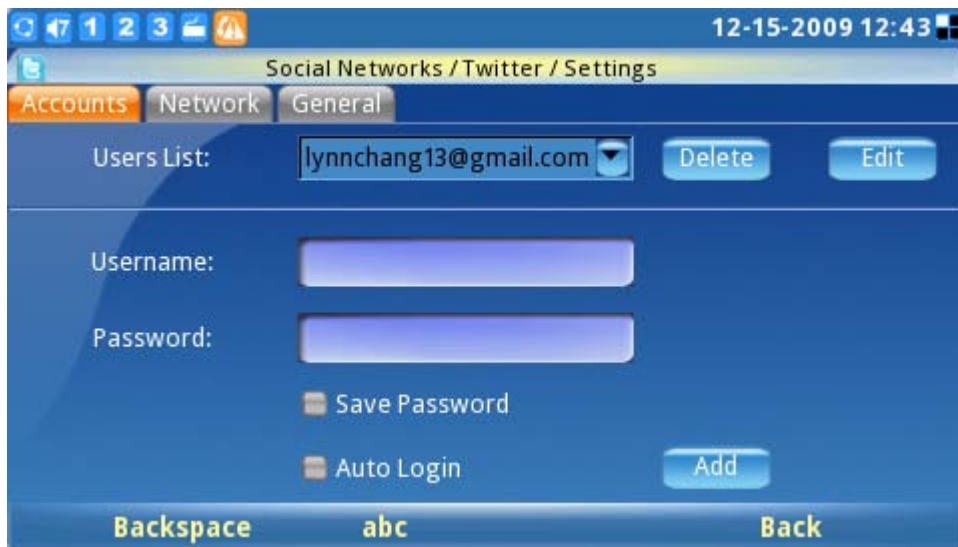 7 1 2 3 12-15-2009 12:43
Social Networks / Twitter / Settings
Accounts Network General
Users List: lynnchang13@gmail.com Delete Edit
Username:
Password:
Save Password
Auto Login Add
Backspace abc Back